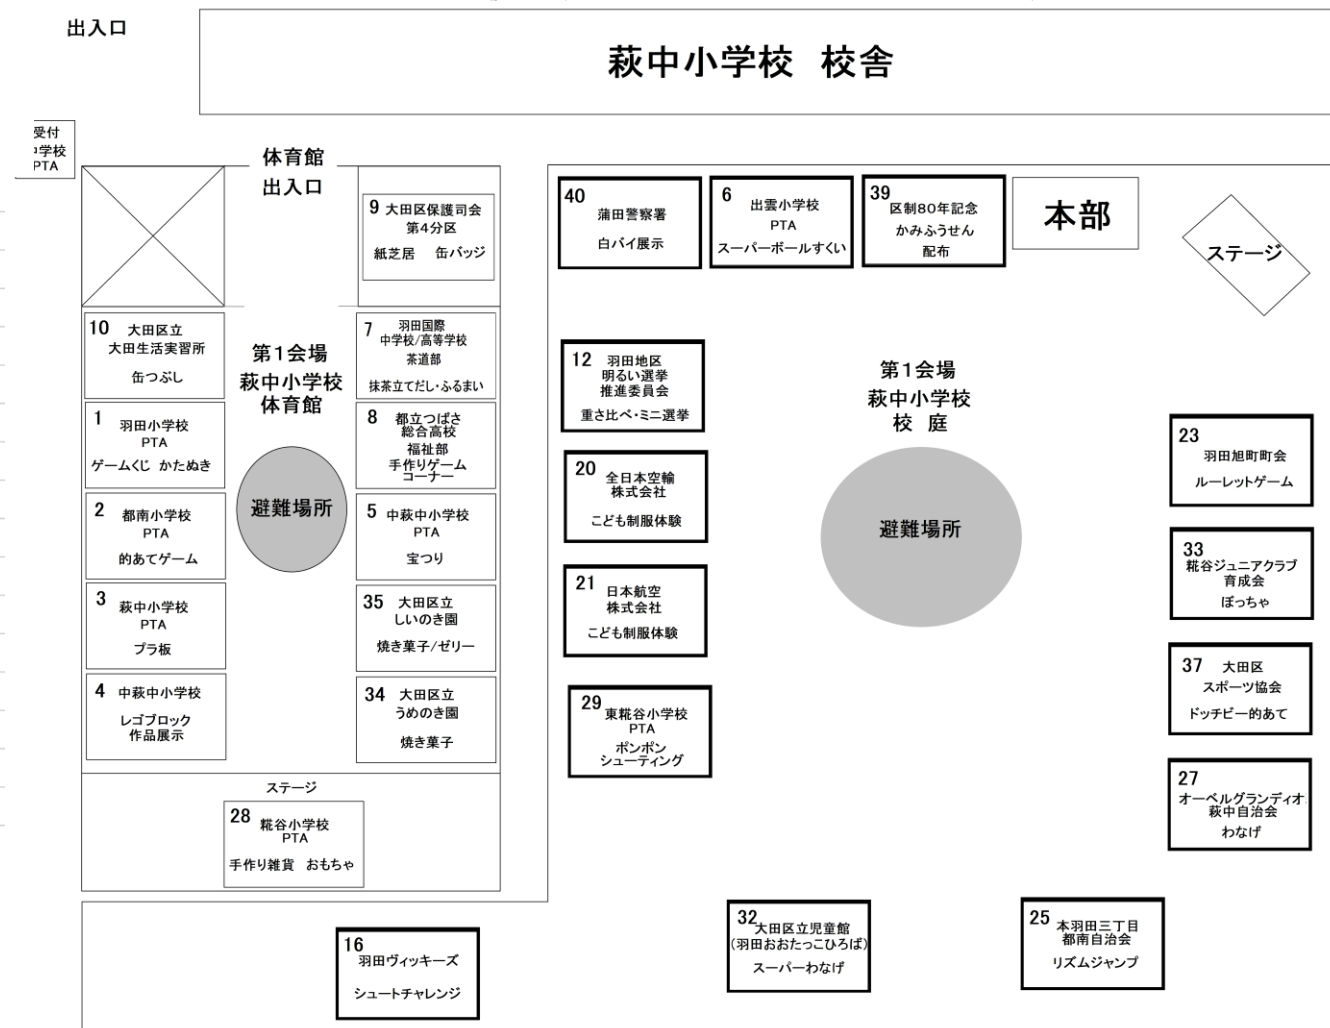 出入口
萩中小学校 校舎
受付
中学校
PTA
体育館
出入口
9 大田区保護司会
第4分区
紙芝居 缶バッジ
10 大田区立
大田生活実習所
缶つぶし
第1会場
萩中小学校
体育館
7 羽田国際
中学校/高等学校
茶道部
抹茶立てだし・ふるまい
1 羽田小学校
PTA
ゲームくじ かたぬき
8 都立つばさ
総合高校
福祉部
手作りゲーム
コーナー
2 都南小学校
PTA
的あてゲーム
避難場所
5 中萩中小学校
PTA
宝つり
3 萩中小学校
PTA
プラ板
35 大田区立
しいのき園
焼き菓子/ゼリー
4 中萩中小学校
レゴブロック
作品展示
34 大田区立
うめのき園
焼き菓子
ステージ
28 糀谷小学校
PTA
手作り雑貨 おもちゃ
16
羽田ヴィッキーズ
シュートチャレンジ
40
蒲田警察署
白バイ展示
6 出雲小学校
PTA
スーパーボールすくい
39
区制80年記念
かみふうせん
配布
本部
ステージ
12 羽田地区
明るい選挙
推進委員会
重さ比べ・ミニ選挙
第1会場
萩中小学校
校 庭
避難場所
20 全日本空輸
株式会社
こども制服体験
21 日本航空
株式会社
こども制服体験
29 東糀谷小学校
PTA
ポンポン
シューティング
23
羽田旭町町会
ルーレットゲーム
33
糀谷ジュニアクラブ
育成会
ぼっちゃ
37 大田区
スポーツ協会
ドッチビー的あて
27
オーベルグランディオ
萩中自治会
わなげ
32
大田区立児童館
(羽田おおたっこひろば)
スーパーわなげ
25 本羽田三丁目
都南自治会
リズムジャンプ